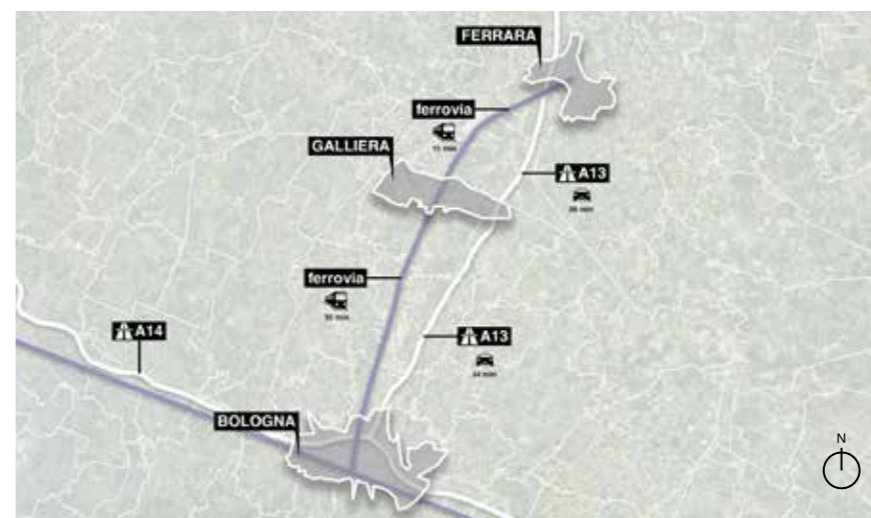 FERRARA
ferrovia
GALLIERA
A13
ferrovia
A14
A13
BOLOGNA
N